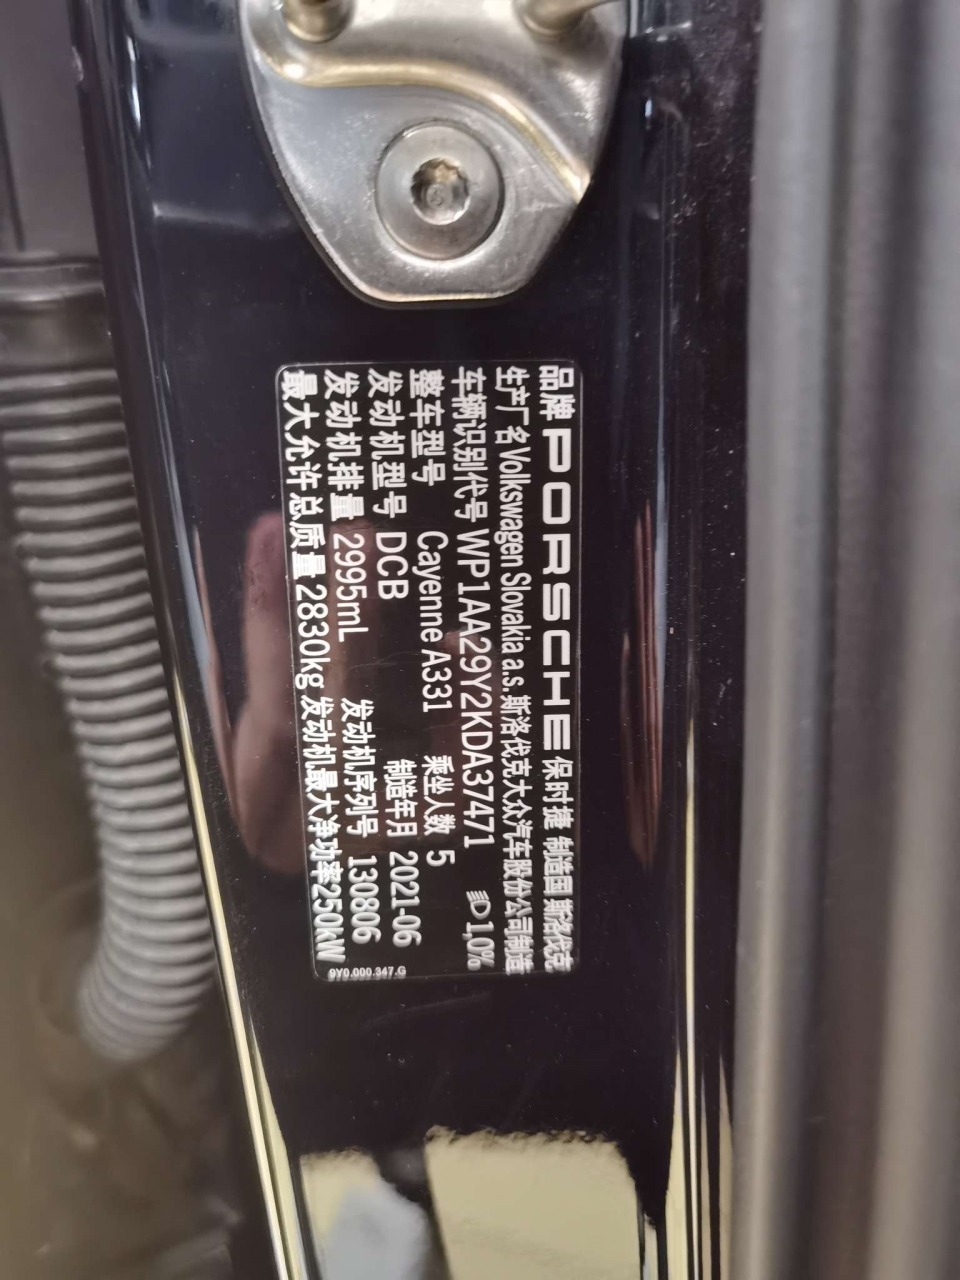 品牌 PORSCHE 保时捷 制造国 斯洛伐克
生产厂名 Volkswagen Slovakia a.s. 斯洛伐克大众汽车股份公司制造
车辆识别代号 WP1AA29Y2KDA37471 1,0%
整车型号 Cayenne A331 乘坐人数 5
发动机型号 DCB 制造年月 2021-06
发动机排量 2995mL 发动机序列号 130806
最大允许总质量 2830kg 发动机最大净功率250kW
9Y0.000.347.G